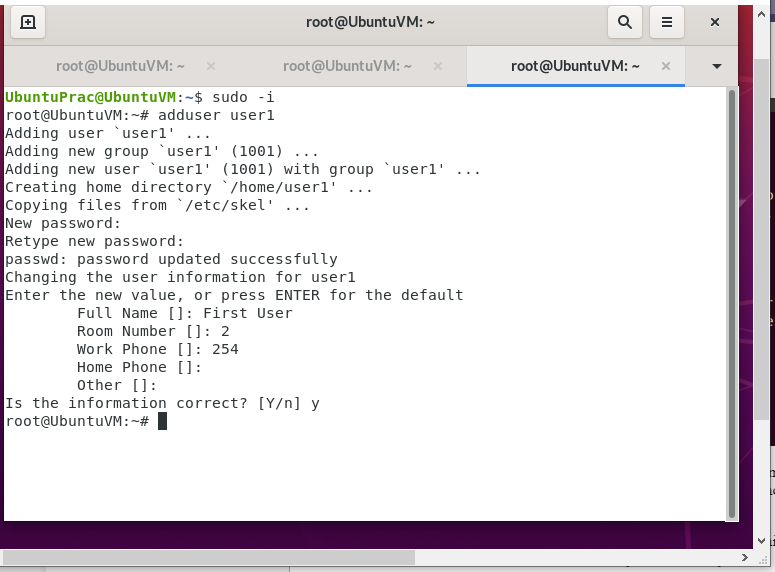 root@UbuntuVM: ~
root@UbuntuVM: ~ root@UbuntuVM: ~ root@UbuntuVM: ~
UbuntuPrac@UbuntuVM:~$ sudo -i
root@UbuntuVM:~# adduser user1
Adding user `user1' ...
Adding new group `user1' (1001) ...
Adding new user `user1' (1001) with group `user1' ...
Creating home directory `/home/user1' ...
Copying files from `/etc/skel' ...
New password:
Retype new password:
passwd: password updated successfully
Changing the user information for user1
Enter the new value, or press ENTER for the default
        Full Name []: First User
        Room Number []: 2
        Work Phone []: 254
        Home Phone []:
        Other []:
Is the information correct? [Y/n] y
root@UbuntuVM:~#